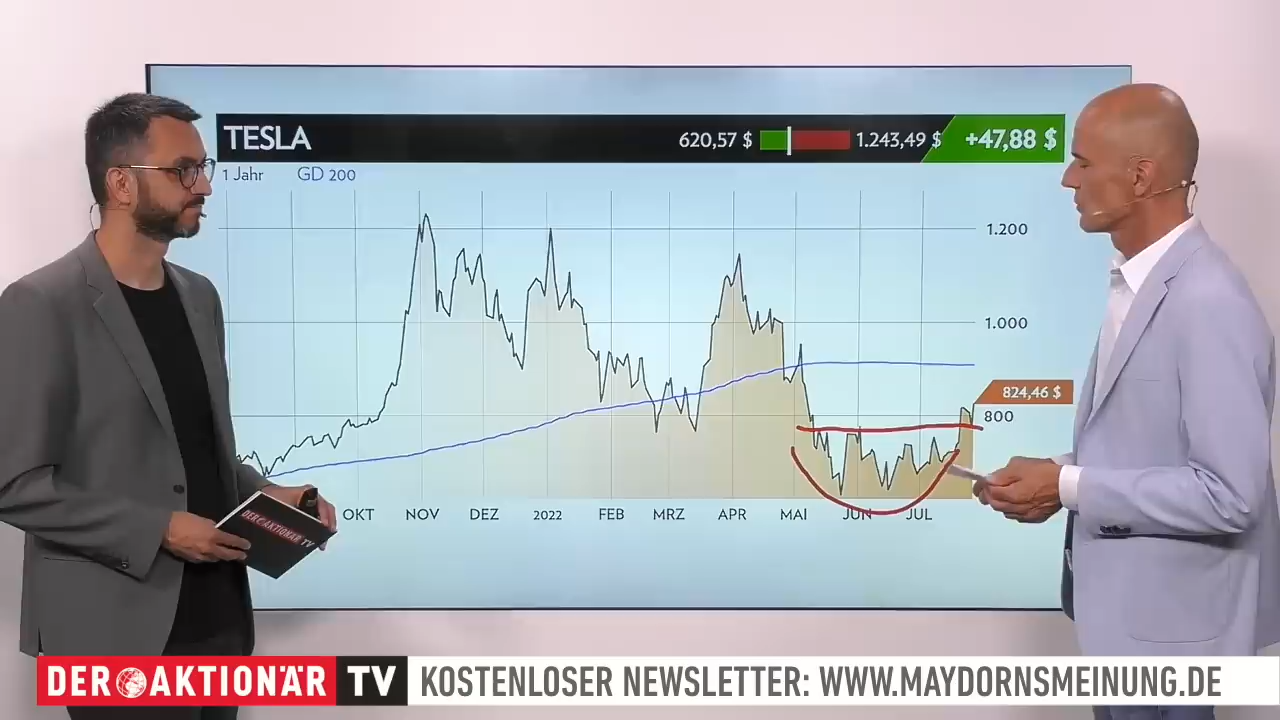 TESLA
620,57 $
1.243,49 $
+47,88 $
1 Jahr
GD 200
1.200
1.000
824,46 $
800
OKT NOV DEZ 2022 FEB MRZ APR MAI JUN JUL
DER AKTIONÄR TV
DER AKTIONÄR TV
KOSTENLOSER NEWSLETTER: WWW.MAYDORNSMEINUNG.DE